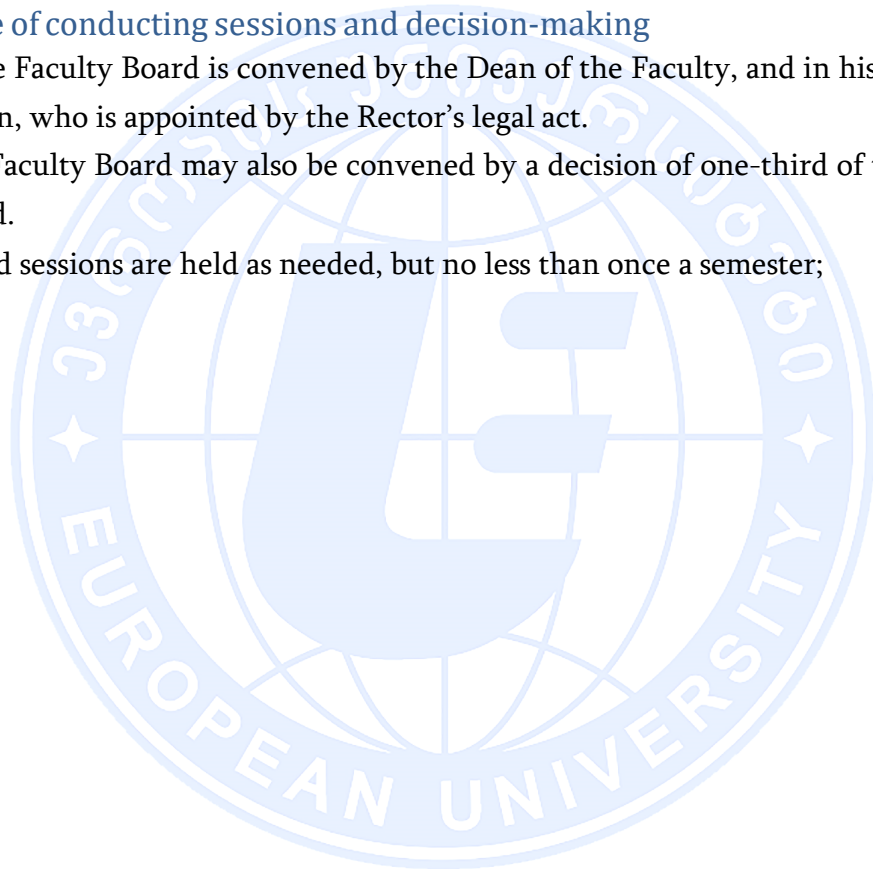 e of conducting sessions and decision-making
e Faculty Board is convened by the Dean of the Faculty, and in his
n, who is appointed by the Rector’s legal act.
Faculty Board may also be convened by a decision of one-third of
d.
d sessions are held as needed, but no less than once a semester;
ევროპის უნივერსიტეტი
EUROPEAN UNIVERSITY